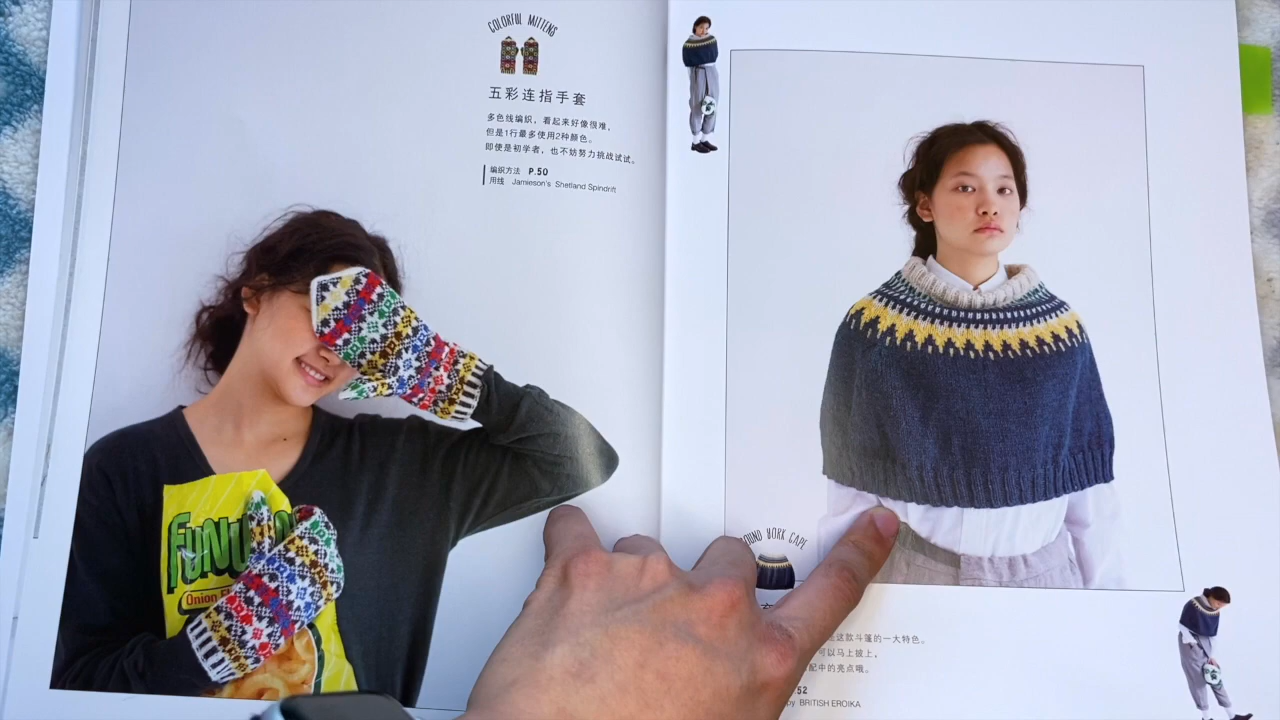 COLORFUL MITTENS
五彩连指手套
多色线编织，看起来好像很难，
但是1行最多使用2种颜色。
即使是初学者，也不妨努力挑战试试。
编织方法 P.50
用线 Jamieson's Shetland Spindrift
Onion
OUND YORK CAPE
这款斗篷的一大特色。
可以马上披上，
配中的亮点哦。
.52
by BRITISH EROIKA